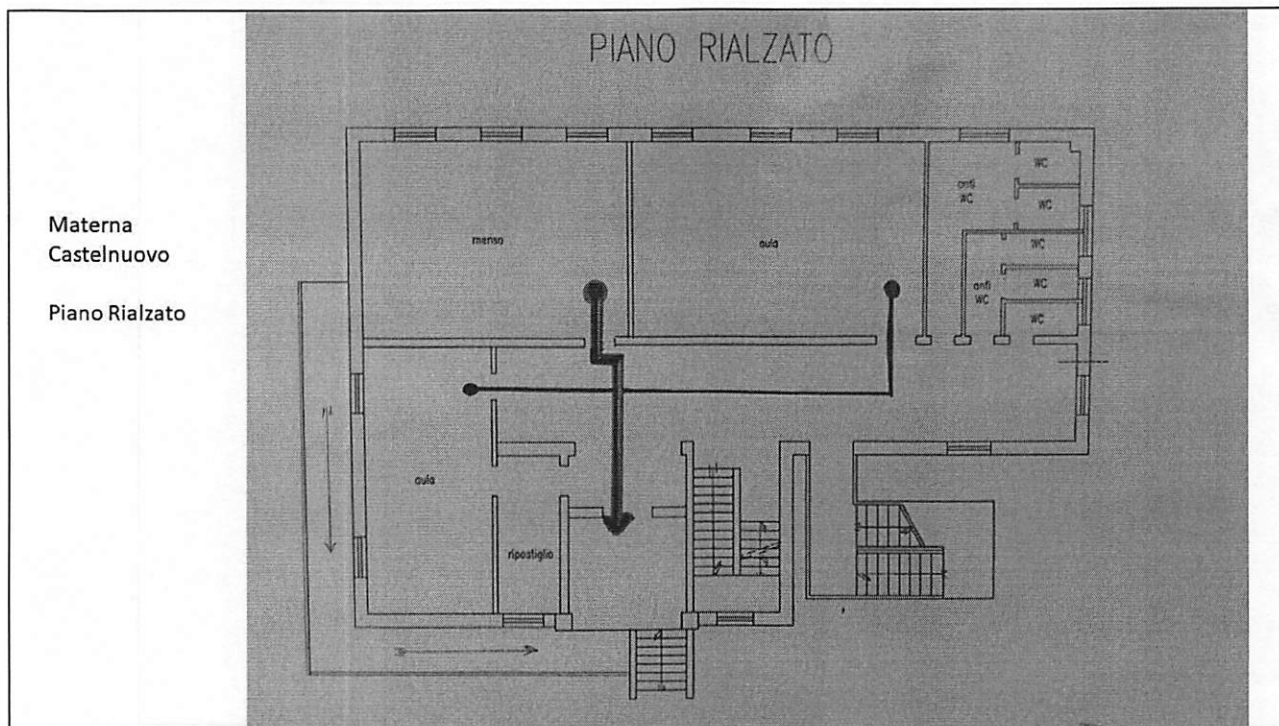 PIANO RIALZATO
Materna
Castelnuovo
Piano Rialzato
mensa
aula
anti
WC
WC
WC
anti
WC
WC
WC
WC
aula
ripostiglio